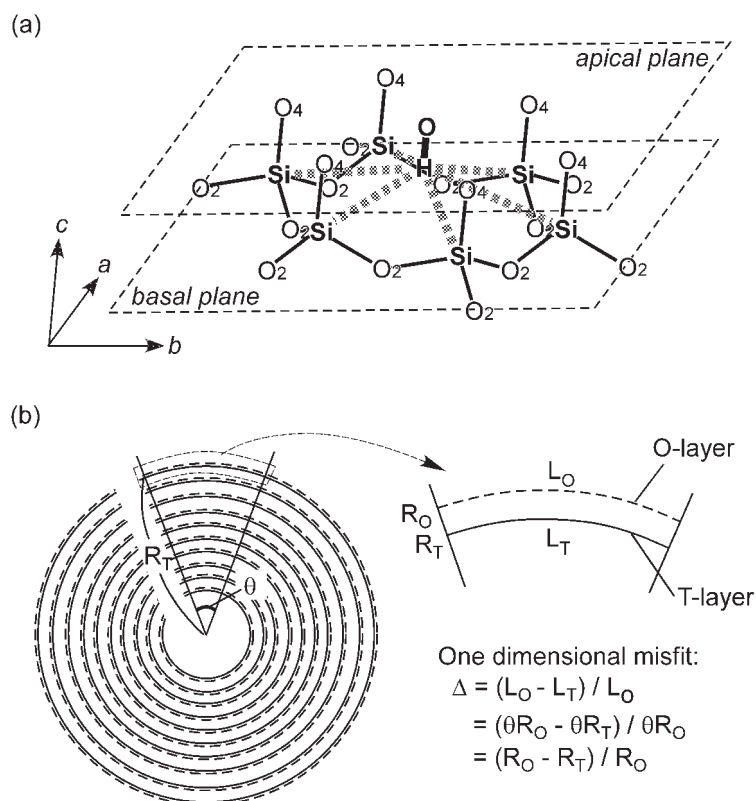 (a)
apical plane
O4
O4
O4
O
O2
Si
O4
H
O4
Si
O2
O2
O2
O4
Si
O2
O2
Si
O2
Si
O2
O2
Si
O2
O2
O2
basal plane
c
a
b
(b)
O-layer
LO
RO
RT
LT
RT
θ
T-layer
One dimensional misfit:
Δ = (LO - LT) / LO
= (θRO - θRT) / θRO
= (RO - RT) / RO